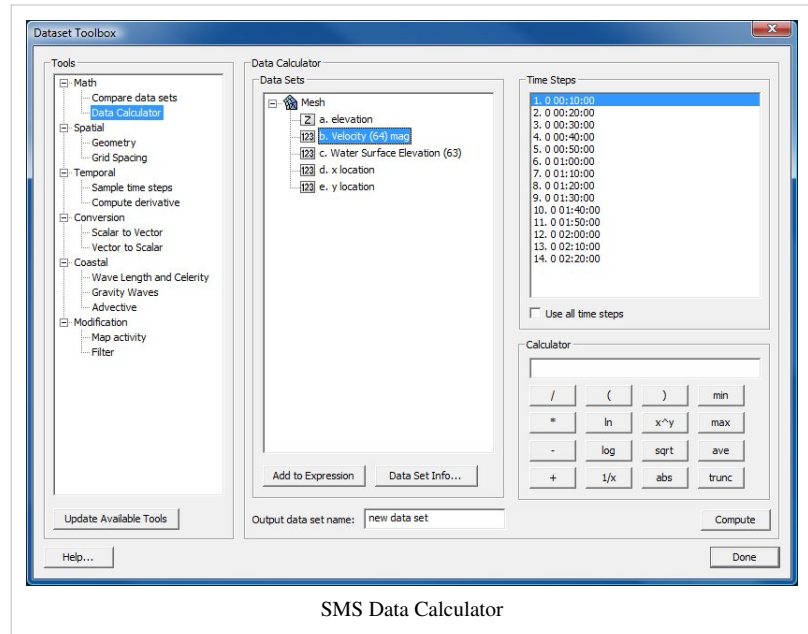 Dataset Toolbox
Tools
Math
Compare data sets
Data Calculator
Spatial
Geometry
Grid Spacing
Temporal
Sample time steps
Compute derivative
Conversion
Scalar to Vector
Vector to Scalar
Coastal
Wave Length and Celerity
Gravity Waves
Advective
Modification
Map activity
Filter
Update Available Tools
Help...
Data Calculator
Data Sets
Mesh
Z a. elevation
123 b. Velocity (64) mag
123 c. Water Surface Elevation (63)
123 d. x location
123 e. y location
Add to Expression Data Set Info...
Output data set name: new data set
Time Steps
1. 0 00:10:00
2. 0 00:20:00
3. 0 00:30:00
4. 0 00:40:00
5. 0 00:50:00
6. 0 01:00:00
7. 0 01:10:00
8. 0 01:20:00
9. 0 01:30:00
10. 0 01:40:00
11. 0 01:50:00
12. 0 02:00:00
13. 0 02:10:00
14. 0 02:20:00
Use all time steps
Calculator
/ ( ) min
* ln x^y max
- log sqrt ave
+ 1/x abs trunc
Compute
Done
SMS Data Calculator